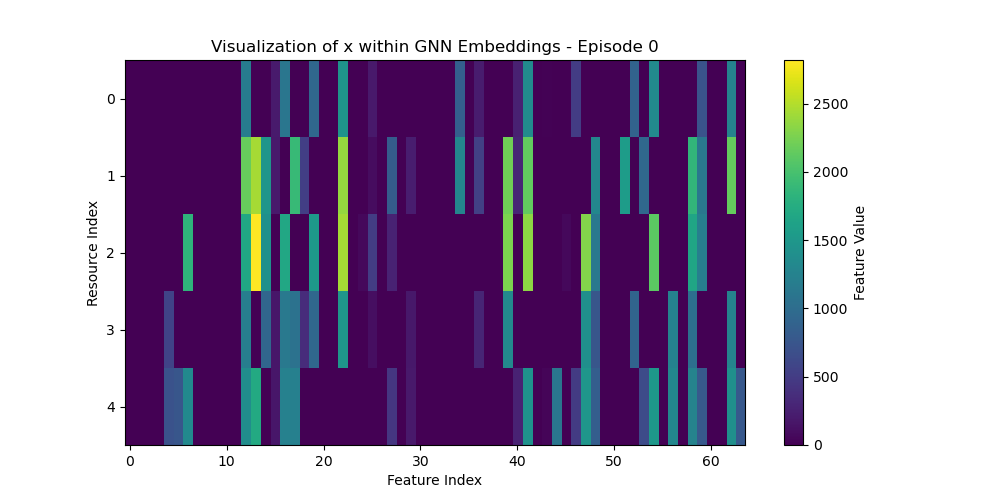 Visualization of x within GNN Embeddings - Episode 0
Resource Index
0
1
2
3
4
0 10 20 30 40 50 60
Feature Index
2500
2000
1500
1000
500
0
Feature Value